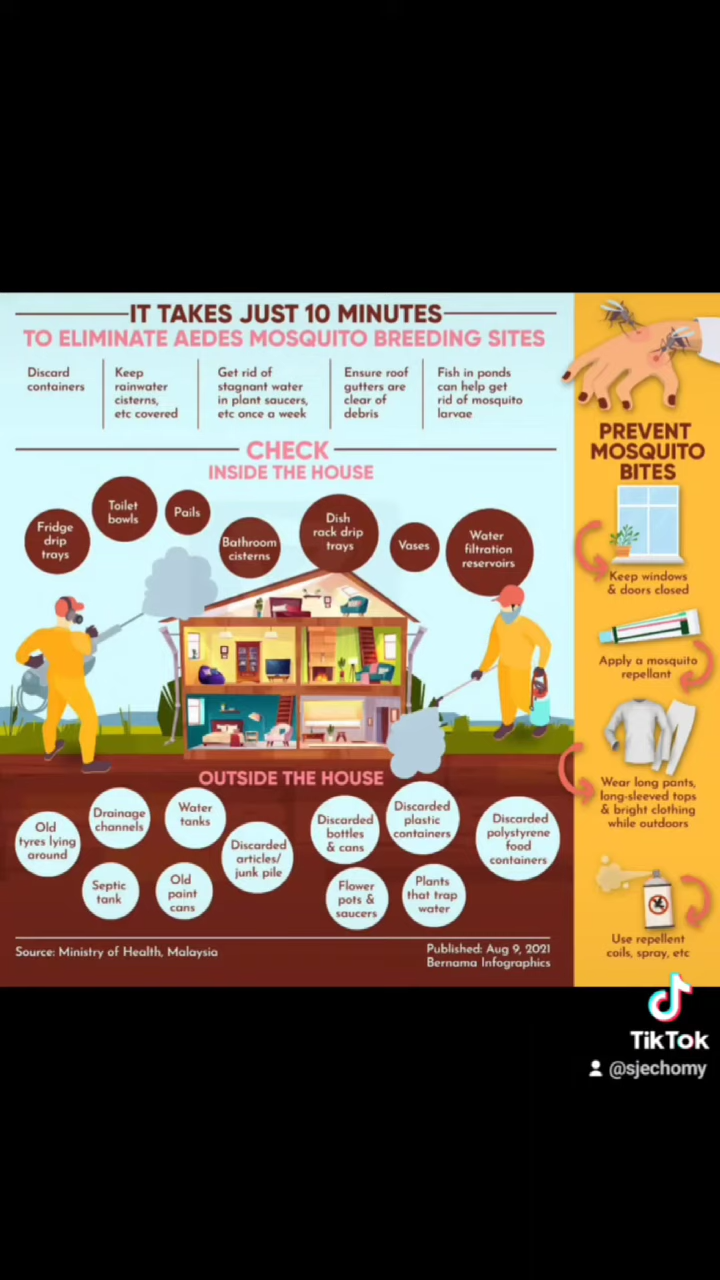 IT TAKES JUST 10 MINUTES
TO ELIMINATE AEDES MOSQUITO BREEDING SITES
Discard
containers
Keep
rainwater
cisterns,
etc covered
Get rid of
stagnant water
in plant saucers,
etc once a week
Ensure roof
gutters are
clear of
debris
Fish in ponds
can help get
rid of mosquito
larvae
CHECK
INSIDE THE HOUSE
Fridge
drip
trays
Toilet
bowls
Pails
Bathroom
cisterns
Dish
rack drip
trays
Vases
Water
filtration
reservoirs
OUTSIDE THE HOUSE
Old
tyres lying
around
Drainage
channels
Septic
tank
Water
tanks
Old
paint
cans
Discarded
articles/
junk pile
Discarded
bottles
& cans
Flower
pots &
saucers
Discarded
plastic
containers
Plants
that trap
water
Discarded
polystyrene
food
containers
Source: Ministry of Health, Malaysia
Published: Aug 9, 2021
Bernama Infographics
PREVENT
MOSQUITO
BITES
Keep windows
& doors closed
Apply a mosquito
repellant
Wear long pants,
long-sleeved tops
& bright clothing
while outdoors
Use repellent
coils, spray, etc
TikTok
@sjechomy